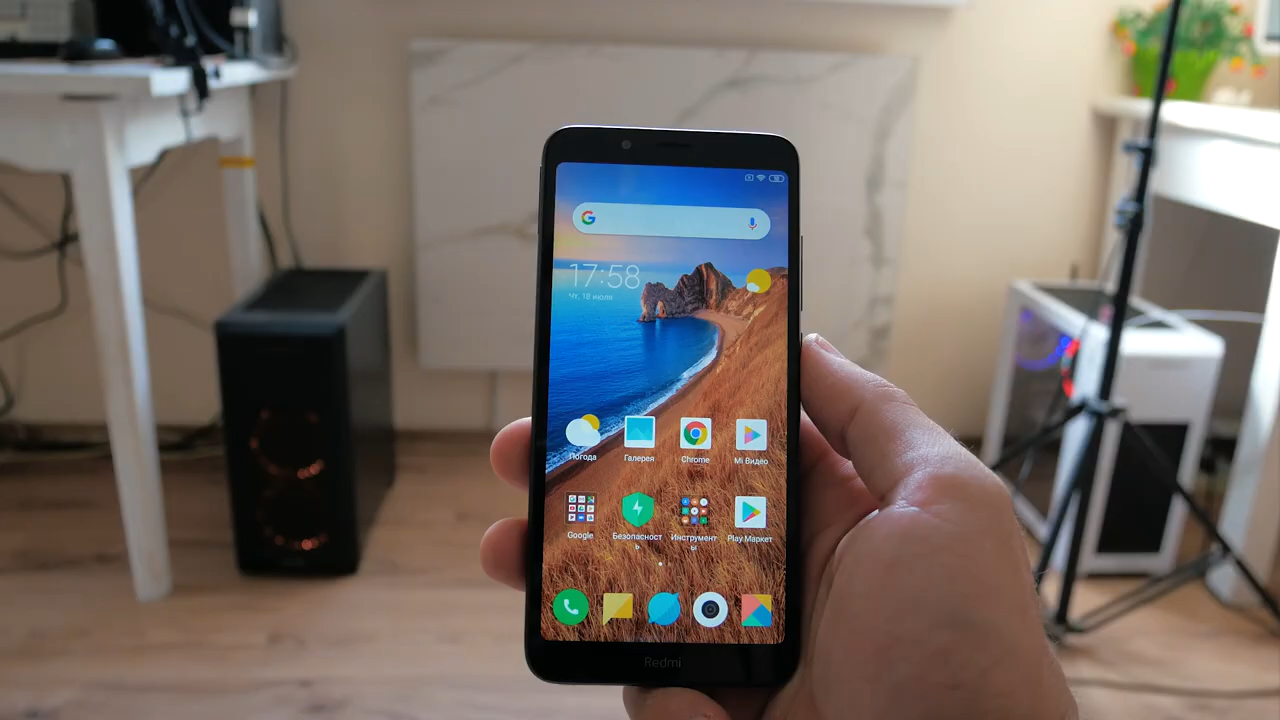 17:58
Чт, 18 июля
Погода
Галерея
Chrome
Mi Видео
Google
Безопасност
ь
Инструмент
ы
Play Маркет
Redmi